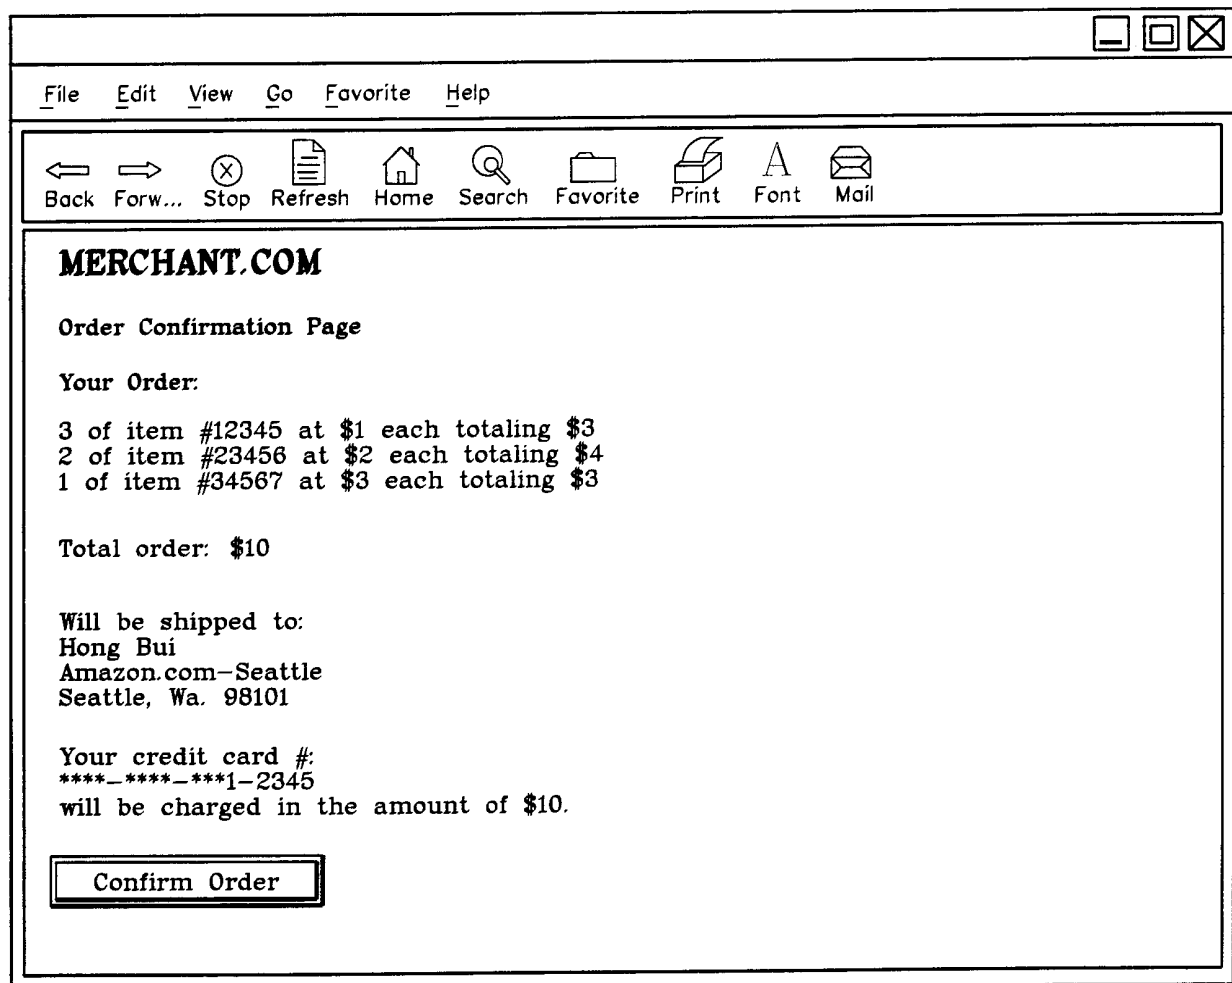 File Edit View Go Favorite Help
Back Forw... Stop Refresh Home Search Favorite Print Font Mail
MERCHANT.COM
Order Confirmation Page
Your Order:
3 of item #12345 at $1 each totaling $3
2 of item #23456 at $2 each totaling $4
1 of item #34567 at $3 each totaling $3
Total order: $10
Will be shipped to:
Hong Bui
Amazon.com-Seattle
Seattle, Wa. 98101
Your credit card #:
****-****-***1-2345
will be charged in the amount of $10.
Confirm Order